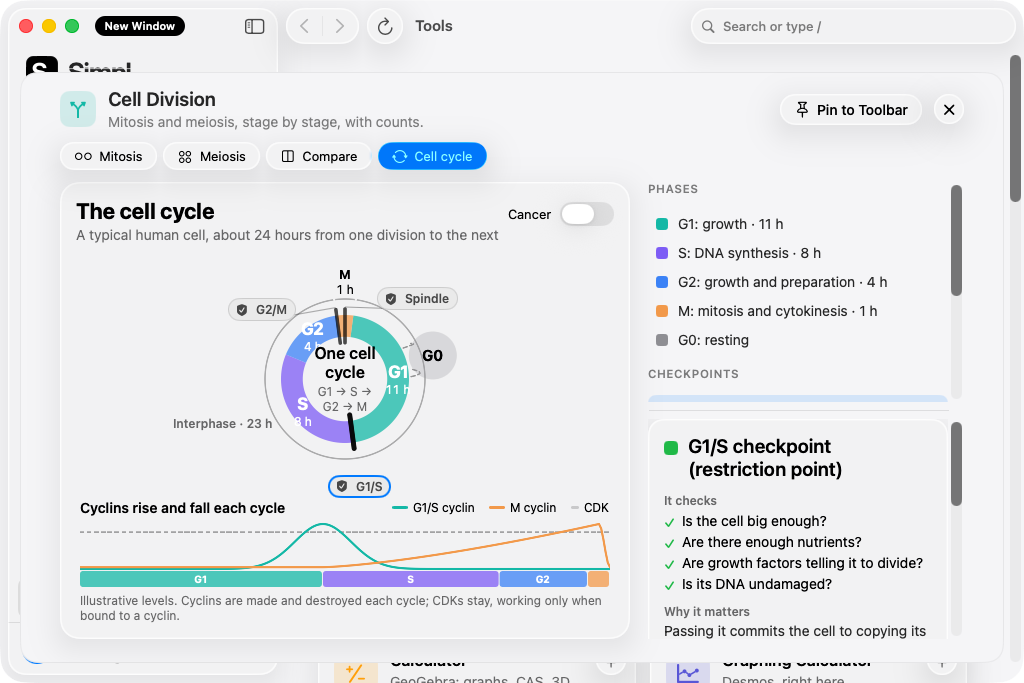 New Window
Tools
Search or type /
Simpl
Cell Division
Mitosis and meiosis, stage by stage, with counts.
Pin to Toolbar
Mitosis
Meiosis
Compare
Cell cycle
The cell cycle
Cancer
A typical human cell, about 24 hours from one division to the next
M
1 h
G2/M
Spindle
G2
4 h
One cell
cycle
G0
G1
11 h
G1 → S →
G2 → M
S
8 h
Interphase · 23 h
G1/S
Cyclins rise and fall each cycle
G1/S cyclin
M cyclin
CDK
G1
S
G2
Illustrative levels. Cyclins are made and destroyed each cycle; CDKs stay, working only when
bound to a cyclin.
PHASES
G1: growth · 11 h
S: DNA synthesis · 8 h
G2: growth and preparation · 4 h
M: mitosis and cytokinesis · 1 h
G0: resting
CHECKPOINTS
G1/S checkpoint
(restriction point)
It checks
Is the cell big enough?
Are there enough nutrients?
Are growth factors telling it to divide?
Is its DNA undamaged?
Why it matters
Passing it commits the cell to copying its
Calculator
Graphing Calculator
GeoGebra: graphs, CAS, 3D
Desmos, right here